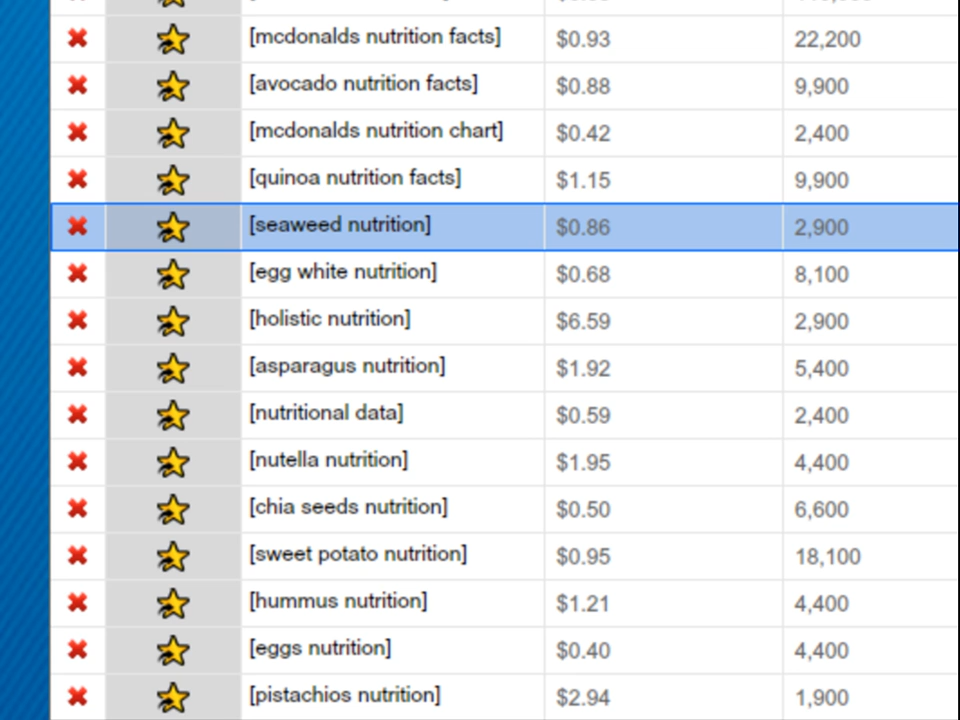 [mcdonalds nutrition facts] $0.93 22,200
[avocado nutrition facts] $0.88 9,900
[mcdonalds nutrition chart] $0.42 2,400
[quinoa nutrition facts] $1.15 9,900
[seaweed nutrition] $0.86 2,900
[egg white nutrition] $0.68 8,100
[holistic nutrition] $6.59 2,900
[asparagus nutrition] $1.92 5,400
[nutritional data] $0.59 2,400
[nutella nutrition] $1.95 4,400
[chia seeds nutrition] $0.50 6,600
[sweet potato nutrition] $0.95 18,100
[hummus nutrition] $1.21 4,400
[eggs nutrition] $0.40 4,400
[pistachios nutrition] $2.94 1,900